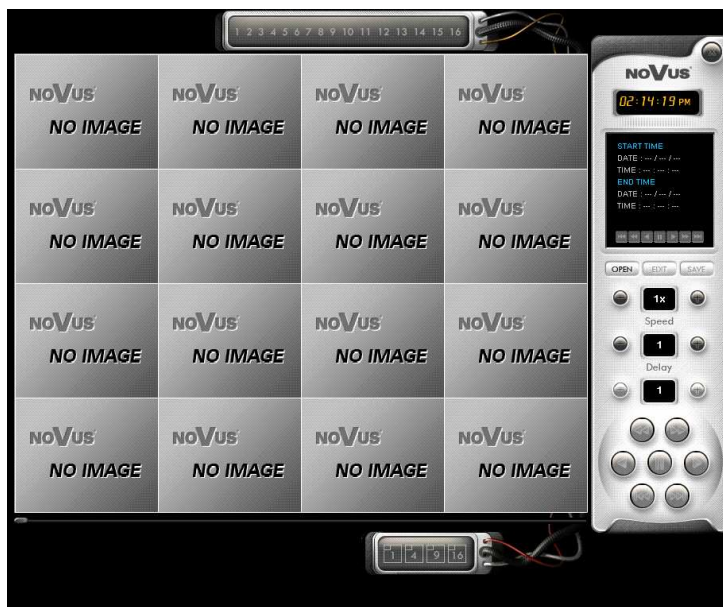 1 2 3 4 5 6 7 8 9 10 11 12 13 14 15 16
NOVUS NOVUS NOVUS NOVUS
NO IMAGE NO IMAGE NO IMAGE NO IMAGE
NOVUS NOVUS NOVUS NOVUS
NO IMAGE NO IMAGE NO IMAGE NO IMAGE
NOVUS NOVUS NOVUS NOVUS
NO IMAGE NO IMAGE NO IMAGE NO IMAGE
NOVUS NOVUS NOVUS NOVUS
NO IMAGE NO IMAGE NO IMAGE NO IMAGE
1 4 9 16
NOVUS
02:14:19 PM
START TIME
DATE : --- / --- / ---
TIME : --- : --- : ---
END TIME
DATE : --- / --- / ---
TIME : --- : --- : ---
OPEN EDIT SAVE
1x
Speed
1
Delay
1